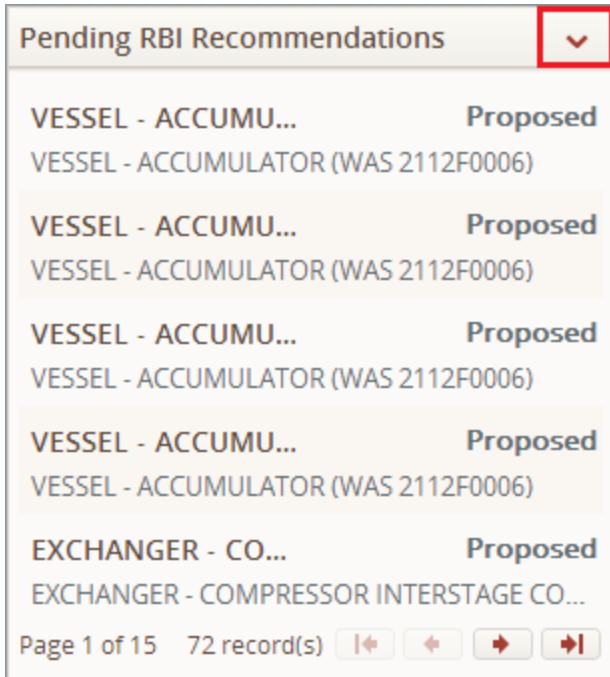 Pending RBI Recommendations
VESSEL - ACCUMU... Proposed
VESSEL - ACCUMULATOR (WAS 2112F0006)
VESSEL - ACCUMU... Proposed
VESSEL - ACCUMULATOR (WAS 2112F0006)
VESSEL - ACCUMU... Proposed
VESSEL - ACCUMULATOR (WAS 2112F0006)
VESSEL - ACCUMU... Proposed
VESSEL - ACCUMULATOR (WAS 2112F0006)
EXCHANGER - CO... Proposed
EXCHANGER - COMPRESSOR INTERSTAGE CO...
Page 1 of 15 72 record(s)